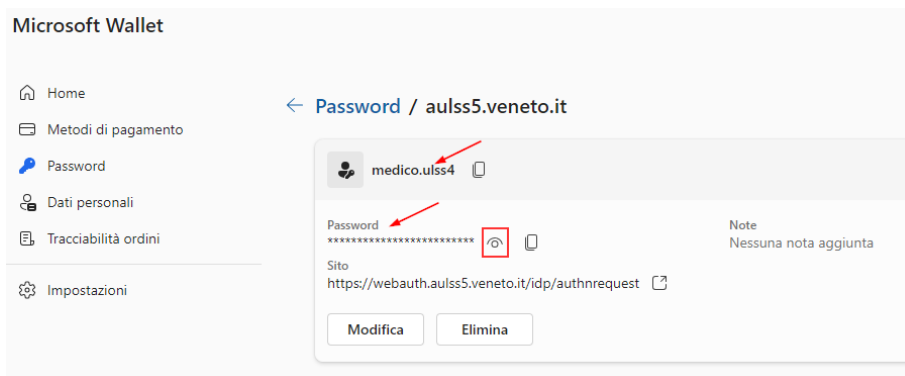 Microsoft Wallet
Home
Metodi di pagamento
Password
Dati personali
Tracciabilità ordini
Impostazioni
← Password / aulss5.veneto.it
medico.ulss4
Password
*************************
Note
Nessuna nota aggiunta
Sito
https://webauth.aulss5.veneto.it/idp/authnrequest
Modifica
Elimina